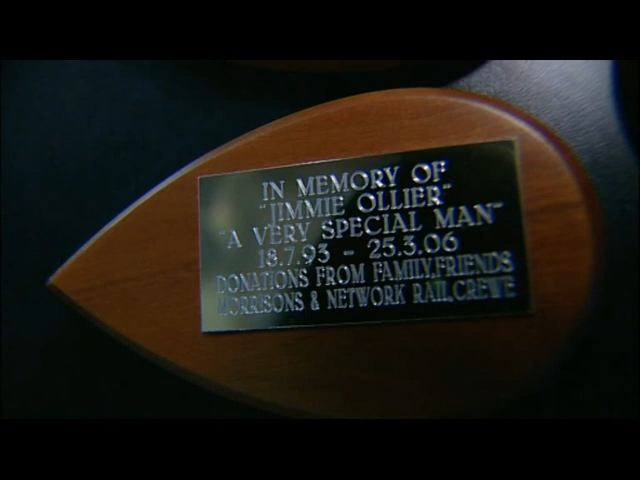 IN MEMORY OF
"JIMMIE OLLIER"
"A VERY SPECIAL MAN"
18.7.93 - 25.3.06
DONATIONS FROM FAMILY,FRIENDS
MORRISONS & NETWORK RAIL,CREWE